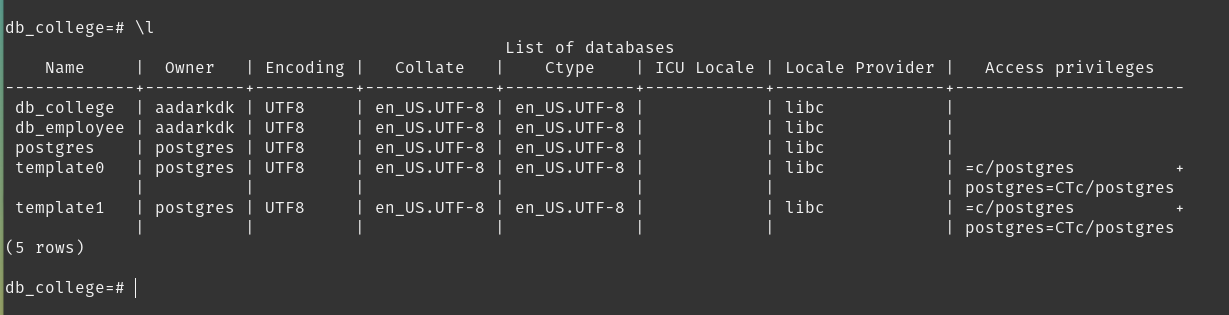 db_college=# \l
                                                  List of databases
    Name     |  Owner   | Encoding |   Collate   |    Ctype    | ICU Locale | Locale Provider |   Access privileges
-------------+----------+----------+-------------+-------------+------------+-----------------+-----------------------
 db_college  | aadarkdk | UTF8     | en_US.UTF-8 | en_US.UTF-8 |            | libc            |
 db_employee | aadarkdk | UTF8     | en_US.UTF-8 | en_US.UTF-8 |            | libc            |
 postgres    | postgres | UTF8     | en_US.UTF-8 | en_US.UTF-8 |            | libc            |
 template0   | postgres | UTF8     | en_US.UTF-8 | en_US.UTF-8 |            | libc            | =c/postgres          +
             |          |          |             |             |            |                 | postgres=CTc/postgres
 template1   | postgres | UTF8     | en_US.UTF-8 | en_US.UTF-8 |            | libc            | =c/postgres          +
             |          |          |             |             |            |                 | postgres=CTc/postgres
(5 rows)
db_college=#